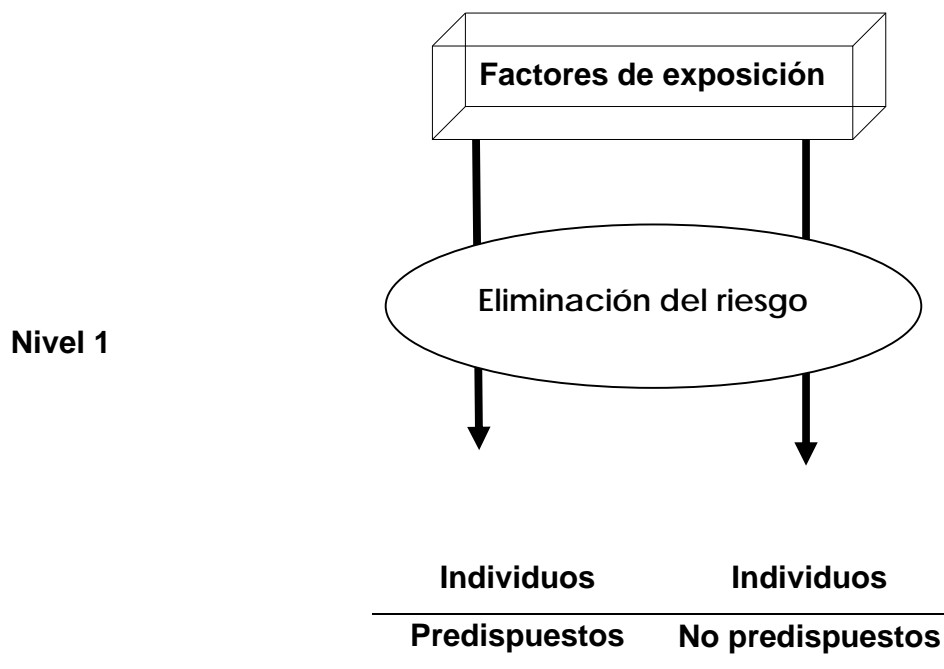 Factores de exposición
Eliminación del riesgo
Nivel 1
Individuos Individuos
Predispuestos No predispuestos